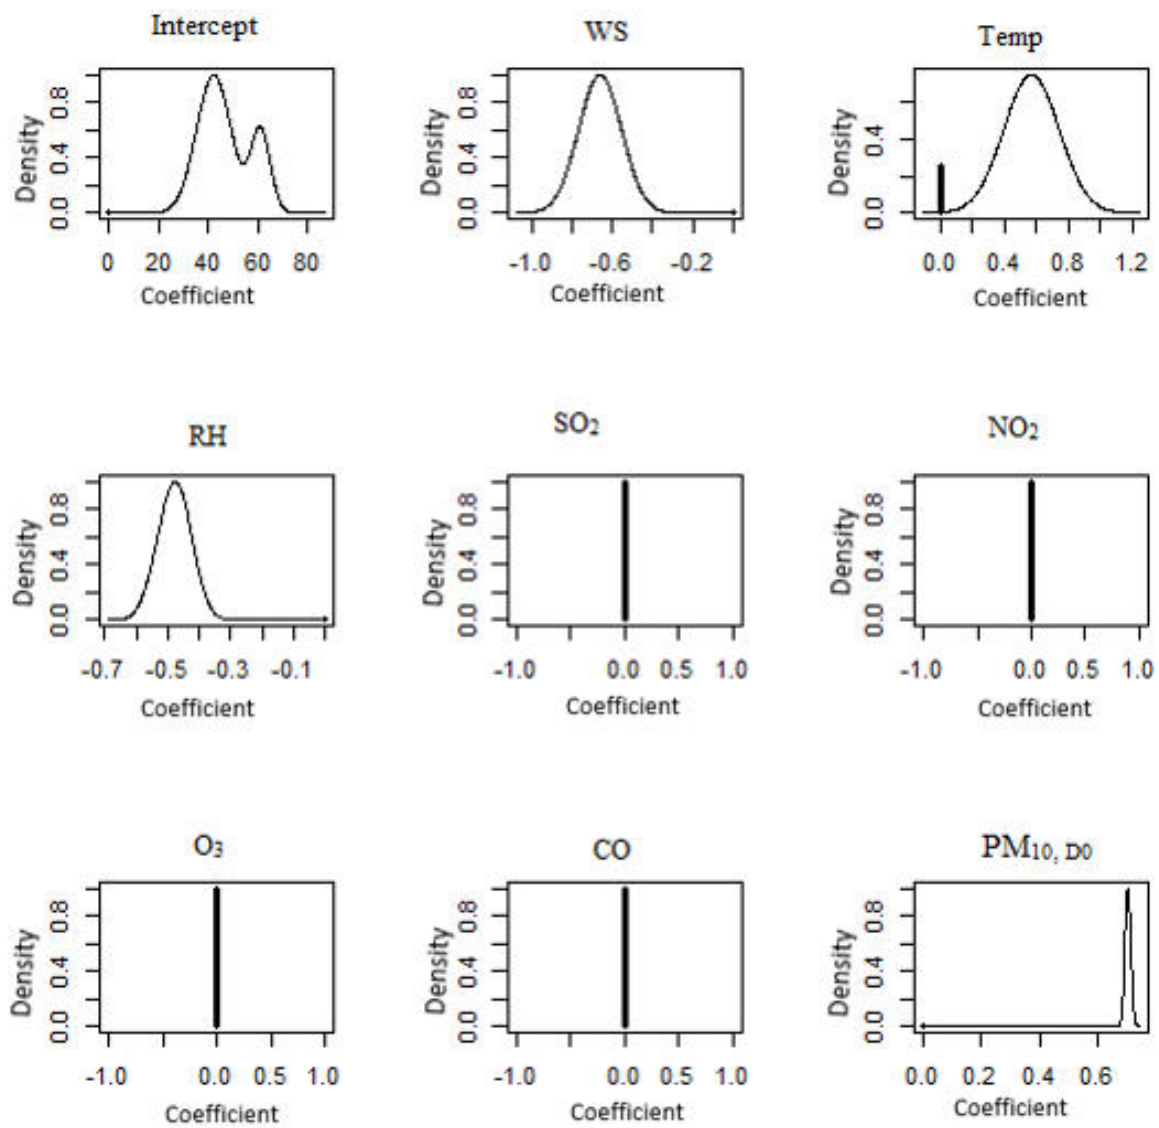 Intercept WS Temp
Density 0.0 0.4 0.8 Density 0.0 0.4 0.8 Density 0.0 0.4
0 20 40 60 80 -1.0 -0.6 -0.2 0.0 0.4 0.8 1.2
Coefficient Coefficient Coefficient
RH SO₂ NO₂
Density 0.0 0.4 0.8 Density 0.0 0.4 0.8 Density 0.0 0.4 0.8
-0.7 -0.5 -0.3 -0.1 -1.0 0.0 0.5 1.0 -1.0 0.0 0.5 1.0
Coefficient Coefficient Coefficient
O₃ CO PM₁₀, D0
Density 0.0 0.4 0.8 Density 0.0 0.4 0.8 Density 0.0 0.4 0.8
-1.0 0.0 1.0 -1.0 0.0 0.5 1.0 0.0 0.2 0.4 0.6
Coefficient Coefficient Coefficient